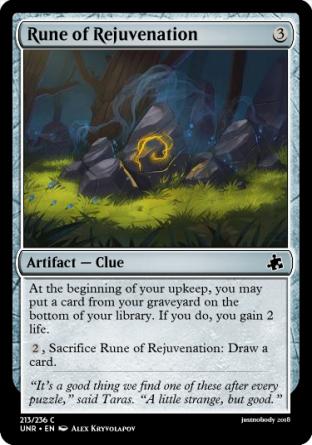 Rune of Rejuvenation 3
Artifact — Clue
At the beginning of your upkeep, you may
put a card from your graveyard on the
bottom of your library. If you do, you gain 2
life.
2, Sacrifice Rune of Rejuvenation: Draw a
card.
“It’s a good thing we find one of these after every
puzzle,” said Taras. “A little strange, but good.”
213/236 C justnobody 2018
UNR • EN Alex Kryvolapov